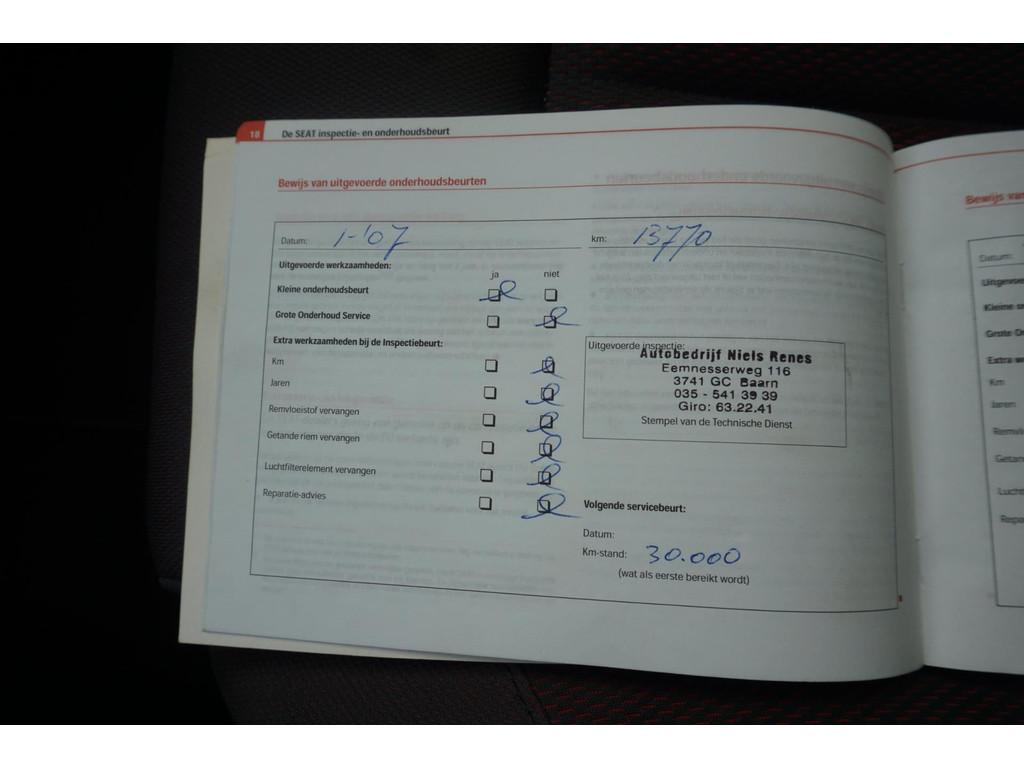 18 De SEAT inspectie- en onderhoudsbeurt
Bewijs van uitgevoerde onderhoudsbeurten
Datum: 1-'07 km: 13770
Uitgevoerde werkzaamheden:
ja niet
Kleine onderhoudsbeurt
Grote Onderhoud Service
Extra werkzaamheden bij de Inspectiebeurt:
Km
Jaren
Remvloeistof vervangen
Getande riem vervangen
Luchtfilterelement vervangen
Reparatie-advies
Uitgevoerde inspectie:
Autobedrijf Niels Renes
Eemnesserweg 116
3741 GC Baarn
035 - 541 39 39
Giro: 63.22.41
Stempel van de Technische Dienst
Volgende servicebeurt:
Datum:
Km-stand: 30.000
(wat als eerste bereikt wordt)
Bewijs
Datum:
Km
Jaren